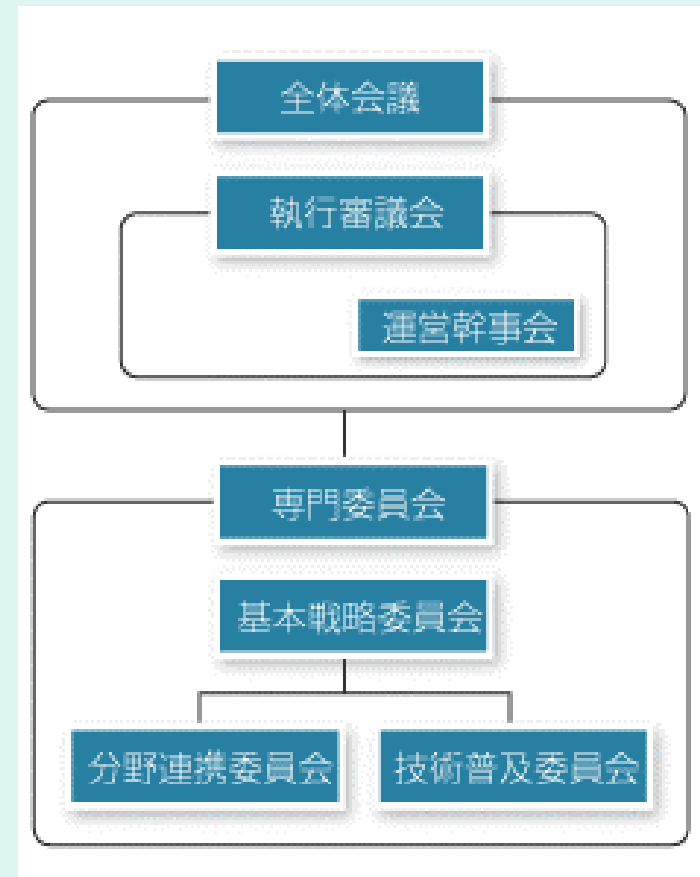 全体会議
執行審議会
運営幹事会
専門委員会
基本戦略委員会
分野連携委員会
技術普及委員会